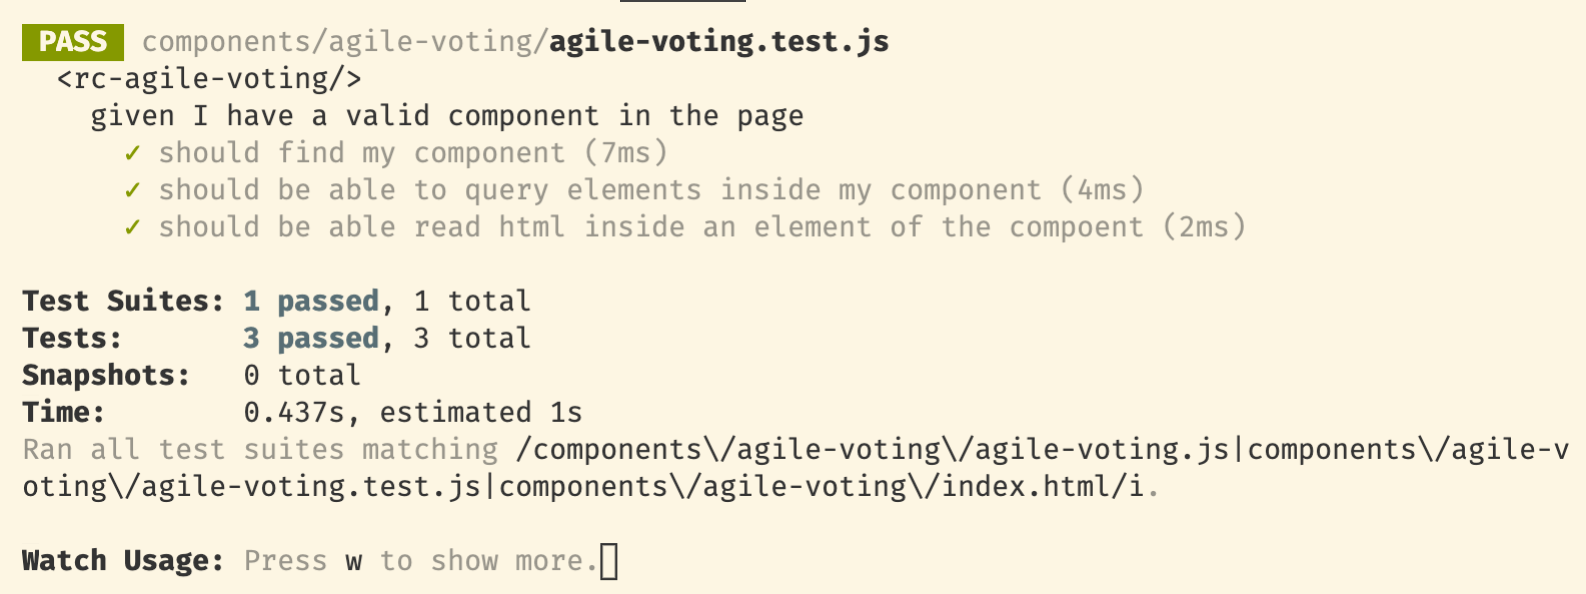 PASS components/agile-voting/agile-voting.test.js
<rc-agile-voting/>
given I have a valid component in the page
✓ should find my component (7ms)
✓ should be able to query elements inside my component (4ms)
✓ should be able read html inside an element of the compoent (2ms)
Test Suites: 1 passed, 1 total
Tests: 3 passed, 3 total
Snapshots: 0 total
Time: 0.437s, estimated 1s
Ran all test suites matching /components\/agile-voting\/agile-voting.js|components\/agile-v
oting\/agile-voting.test.js|components\/agile-voting\/index.html/i.
Watch Usage: Press w to show more.